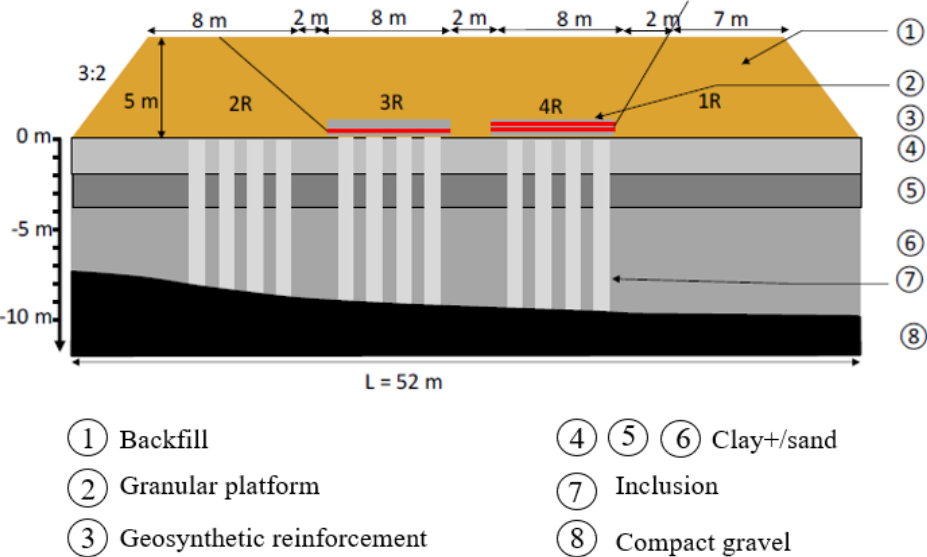 8 m 2 m 8 m 2 m 8 m 2 m 7 m
①
3:2
②
5 m 2R 3R 4R 1R
③
0 m
④
⑤
-5 m
⑥
⑦
-10 m
⑧
L = 52 m
① Backfill ④ ⑤ ⑥ Clay+/sand
② Granular platform ⑦ Inclusion
③ Geosynthetic reinforcement ⑧ Compact gravel